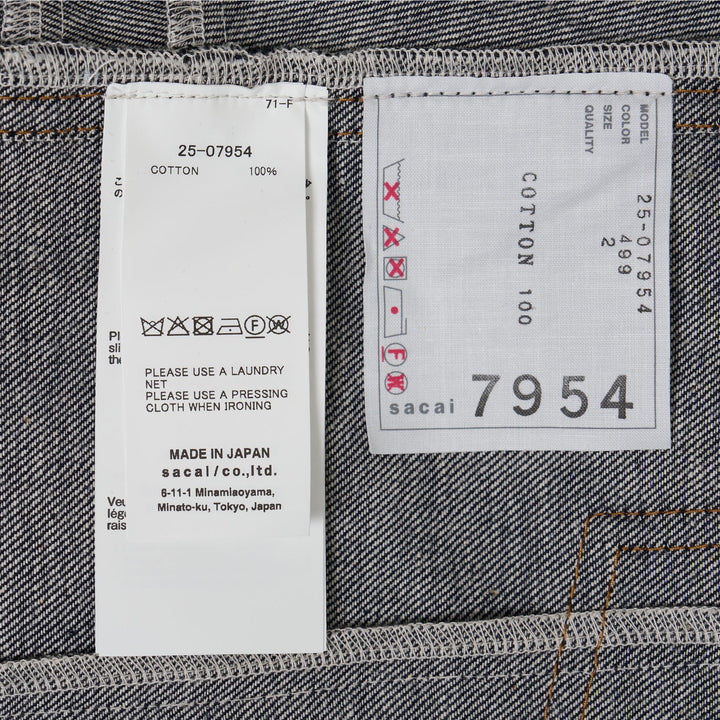 71-F
25-07954
COTTON 100%
PLEASE USE A LAUNDRY
NET
PLEASE USE A PRESSING
CLOTH WHEN IRONING
MADE IN JAPAN
sacai/co.,ltd.
6-11-1 Minamiaoyama,
Minato-ku, Tokyo, Japan
MODEL 25-07954
COLOR 499
SIZE 2
QUALITY
COTTON 100
F
W
sacai 7954